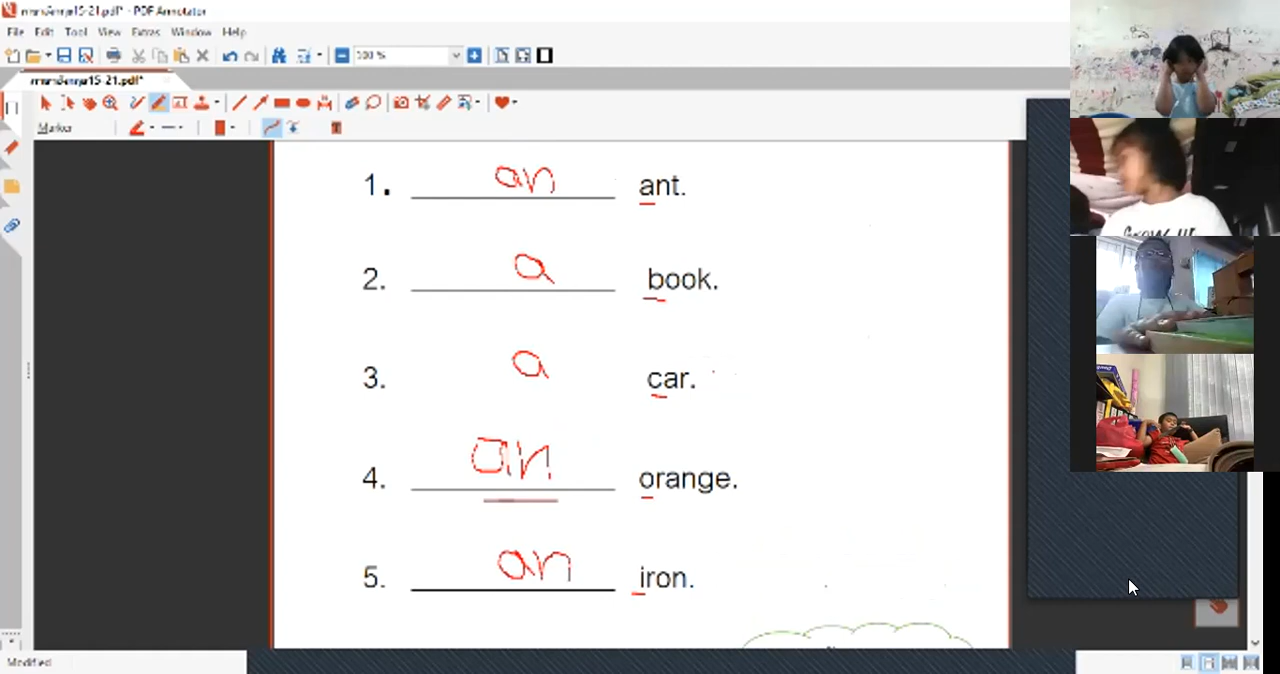 PDF Annotator
File Edit Tool View Extras Window Help
100 %
Marker
1. an ant.
2. a book.
3. a car.
4. an orange.
5. an iron.
Modified